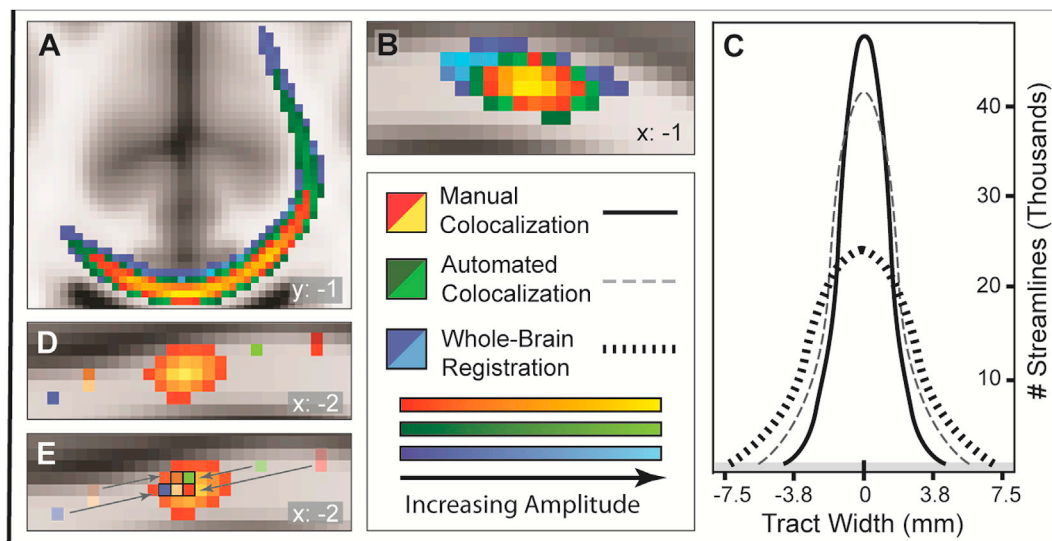 A
y: -1
B
x: -1
Manual
Colocalization
Automated
Colocalization
Whole-Brain
Registration
Increasing Amplitude
C
40
30
20
10
# Streamlines (Thousands)
-7.5 -3.8 0 3.8 7.5
Tract Width (mm)
D
x: -2
E
x: -2